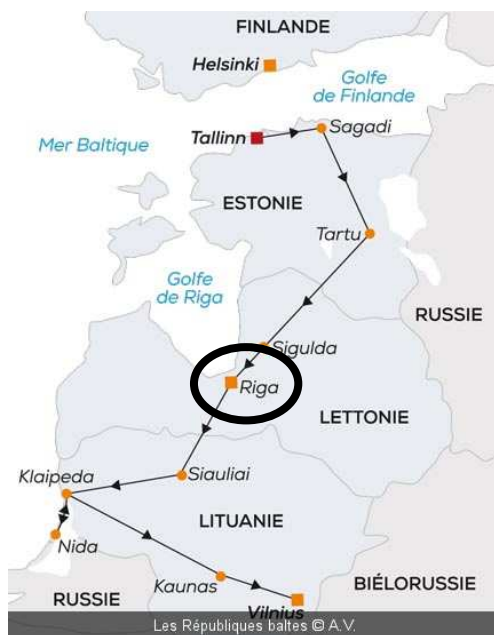 FINLANDE
Helsinki
Golfe
de Finlande
Tallinn
Sagadi
Mer Baltique
ESTONIE
Tartu
Golfe
de Riga
RUSSIE
Sigulda
Riga
LETTONIE
Klaipeda
Siauliai
LITUANIE
Nida
Kaunas
BIÉLORUSSIE
RUSSIE
Vilnius
Les Républiques baltes © A.V.